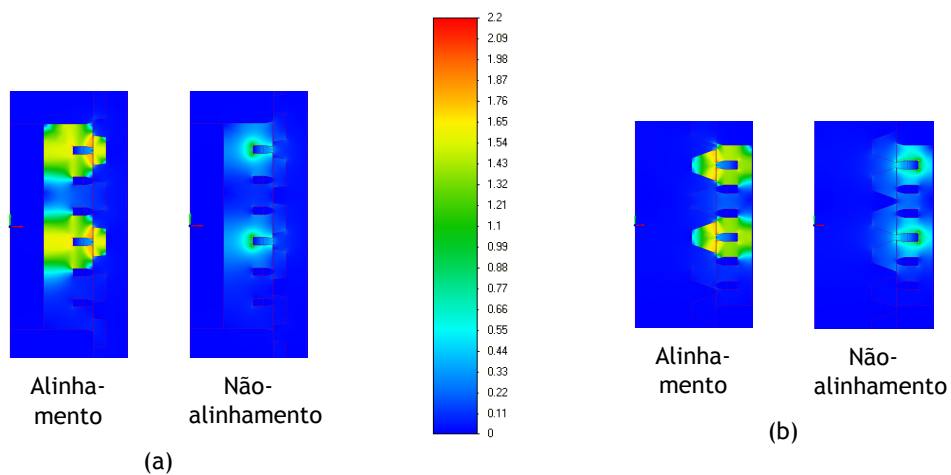 2.2
2.09
1.98
1.87
1.76
1.65
1.54
1.43
1.32
1.21
1.11
0.99
0.88
0.77
0.66
0.55
0.44
0.33
0.22
0.11
0
Alinha-
mento
Não-
alinhamento
(a)
Alinha-
mento
Não-
alinhamento
(b)